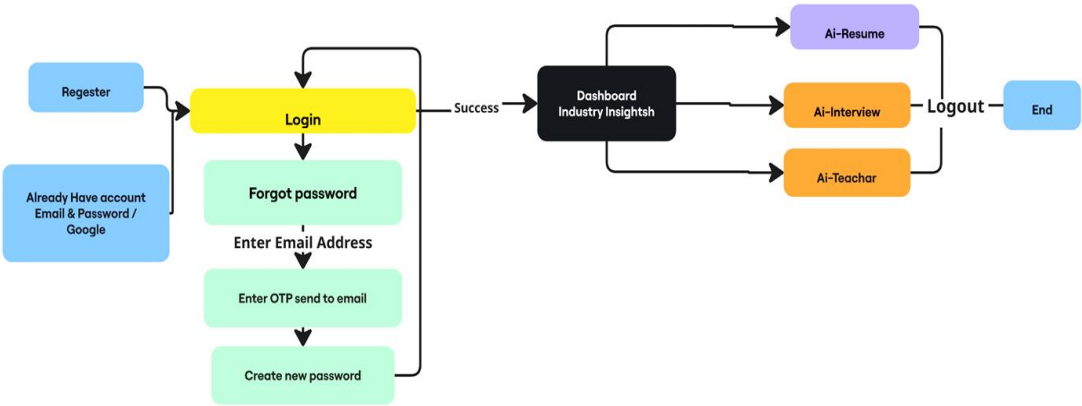 Regester
Already Have account
Email & Password /
Google
Login
Forgot password
Enter Email Address
Enter OTP send to email
Create new password
Success
Dashboard
Industry Insightsh
Ai-Resume
Ai-Interview
Ai-Teachar
Logout
End